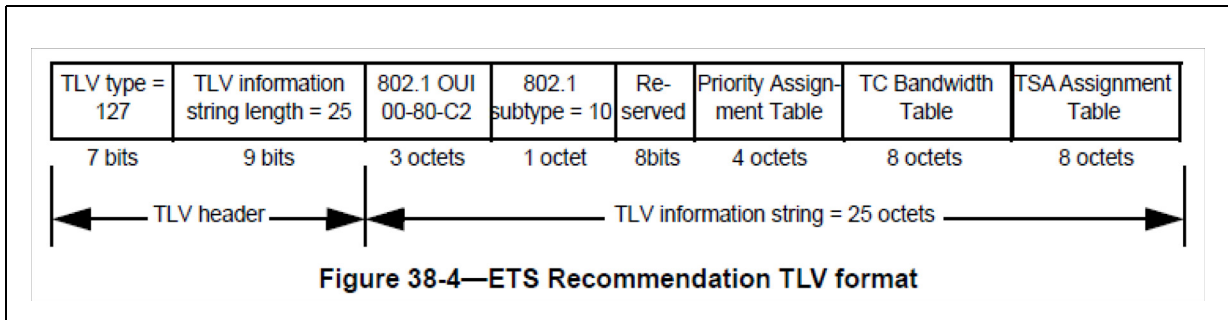 TLV type = 127
TLV information string length = 25
802.1 OUI 00-80-C2
802.1 subtype = 10
Re- served
Priority Assign- ment Table
TC Bandwidth Table
TSA Assignment Table
7 bits
9 bits
3 octets
1 octet
8bits
4 octets
8 octets
8 octets
TLV header
TLV information string = 25 octets
Figure 38-4—ETS Recommendation TLV format